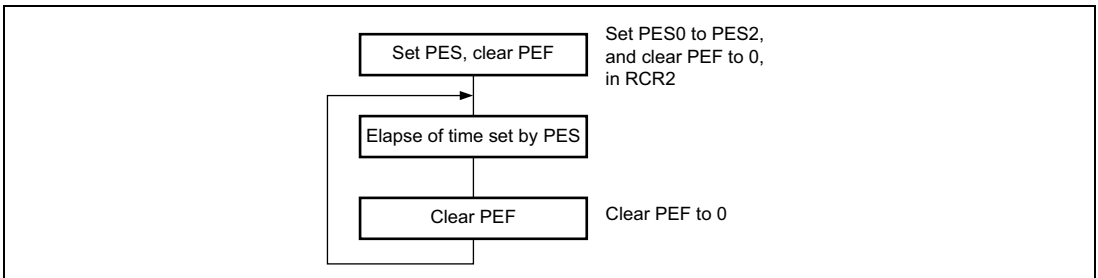 Set PES, clear PEF
Set PES0 to PES2,
and clear PEF to 0,
in RCR2
Elapse of time set by PES
Clear PEF
Clear PEF to 0